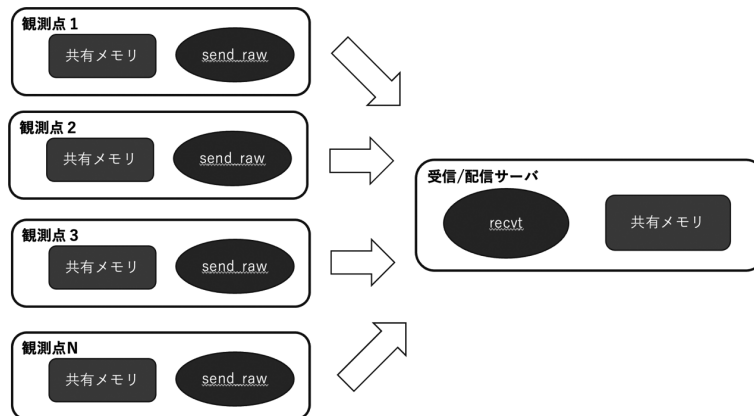 観測点１
共有メモリ
send_raw
観測点２
共有メモリ
send_raw
観測点３
共有メモリ
send_raw
観測点N
共有メモリ
send_raw
受信/配信サーバ
recvt
共有メモリ